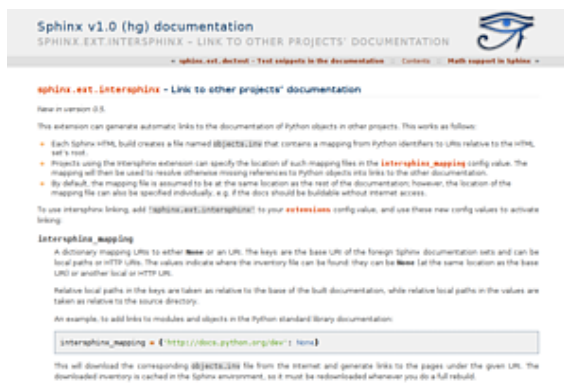 Sphinx v1.0 (hg) documentation
SPHINX.EXT.INTERSPHINX – LINK TO OTHER PROJECTS' DOCUMENTATION
« sphinx.ext.doctest – Test snippets in the documentation :: Contents :: Math support in Sphinx »
sphinx.ext.intersphinx – Link to other projects' documentation
New in version 0.5.
This extension can generate automatic links to the documentation of Python objects in other projects. This works as follows:
Each Sphinx HTML build creates a file named objects.inv that contains a mapping from Python identifiers to URIs relative to the HTML
set's root.
Projects using the Intersphinx extension can specify the location of such mapping files in the intersphinx_mapping config value. The
mapping will then be used to resolve otherwise missing references to Python objects into links to the other documentation.
By default, the mapping file is assumed to be at the same location as the rest of the documentation; however, the location of the
mapping file can also be specified individually, e.g. if the docs should be buildable without Internet access.
To use intersphinx linking, add 'sphinx.ext.intersphinx' to your extensions config value, and use these new config values to activate
linking:
intersphinx_mapping
A dictionary mapping URIs to either None or an URI. The keys are the base URI of the foreign Sphinx documentation sets and can be
local paths or HTTP URIs. The values indicate where the inventory file can be found: they can be None (at the same location as the base
URI) or another local or HTTP URI.
Relative local paths in the keys are taken as relative to the base of the built documentation, while relative local paths in the values are
taken as relative to the source directory.
An example, to add links to modules and objects in the Python standard library documentation:
intersphinx_mapping = {'http://docs.python.org/dev': None}
This will download the corresponding objects.inv file from the Internet and generate links to the pages under the given URI. The
downloaded inventory is cached in the Sphinx environment, so it must be redownloaded whenever you do a full rebuild.